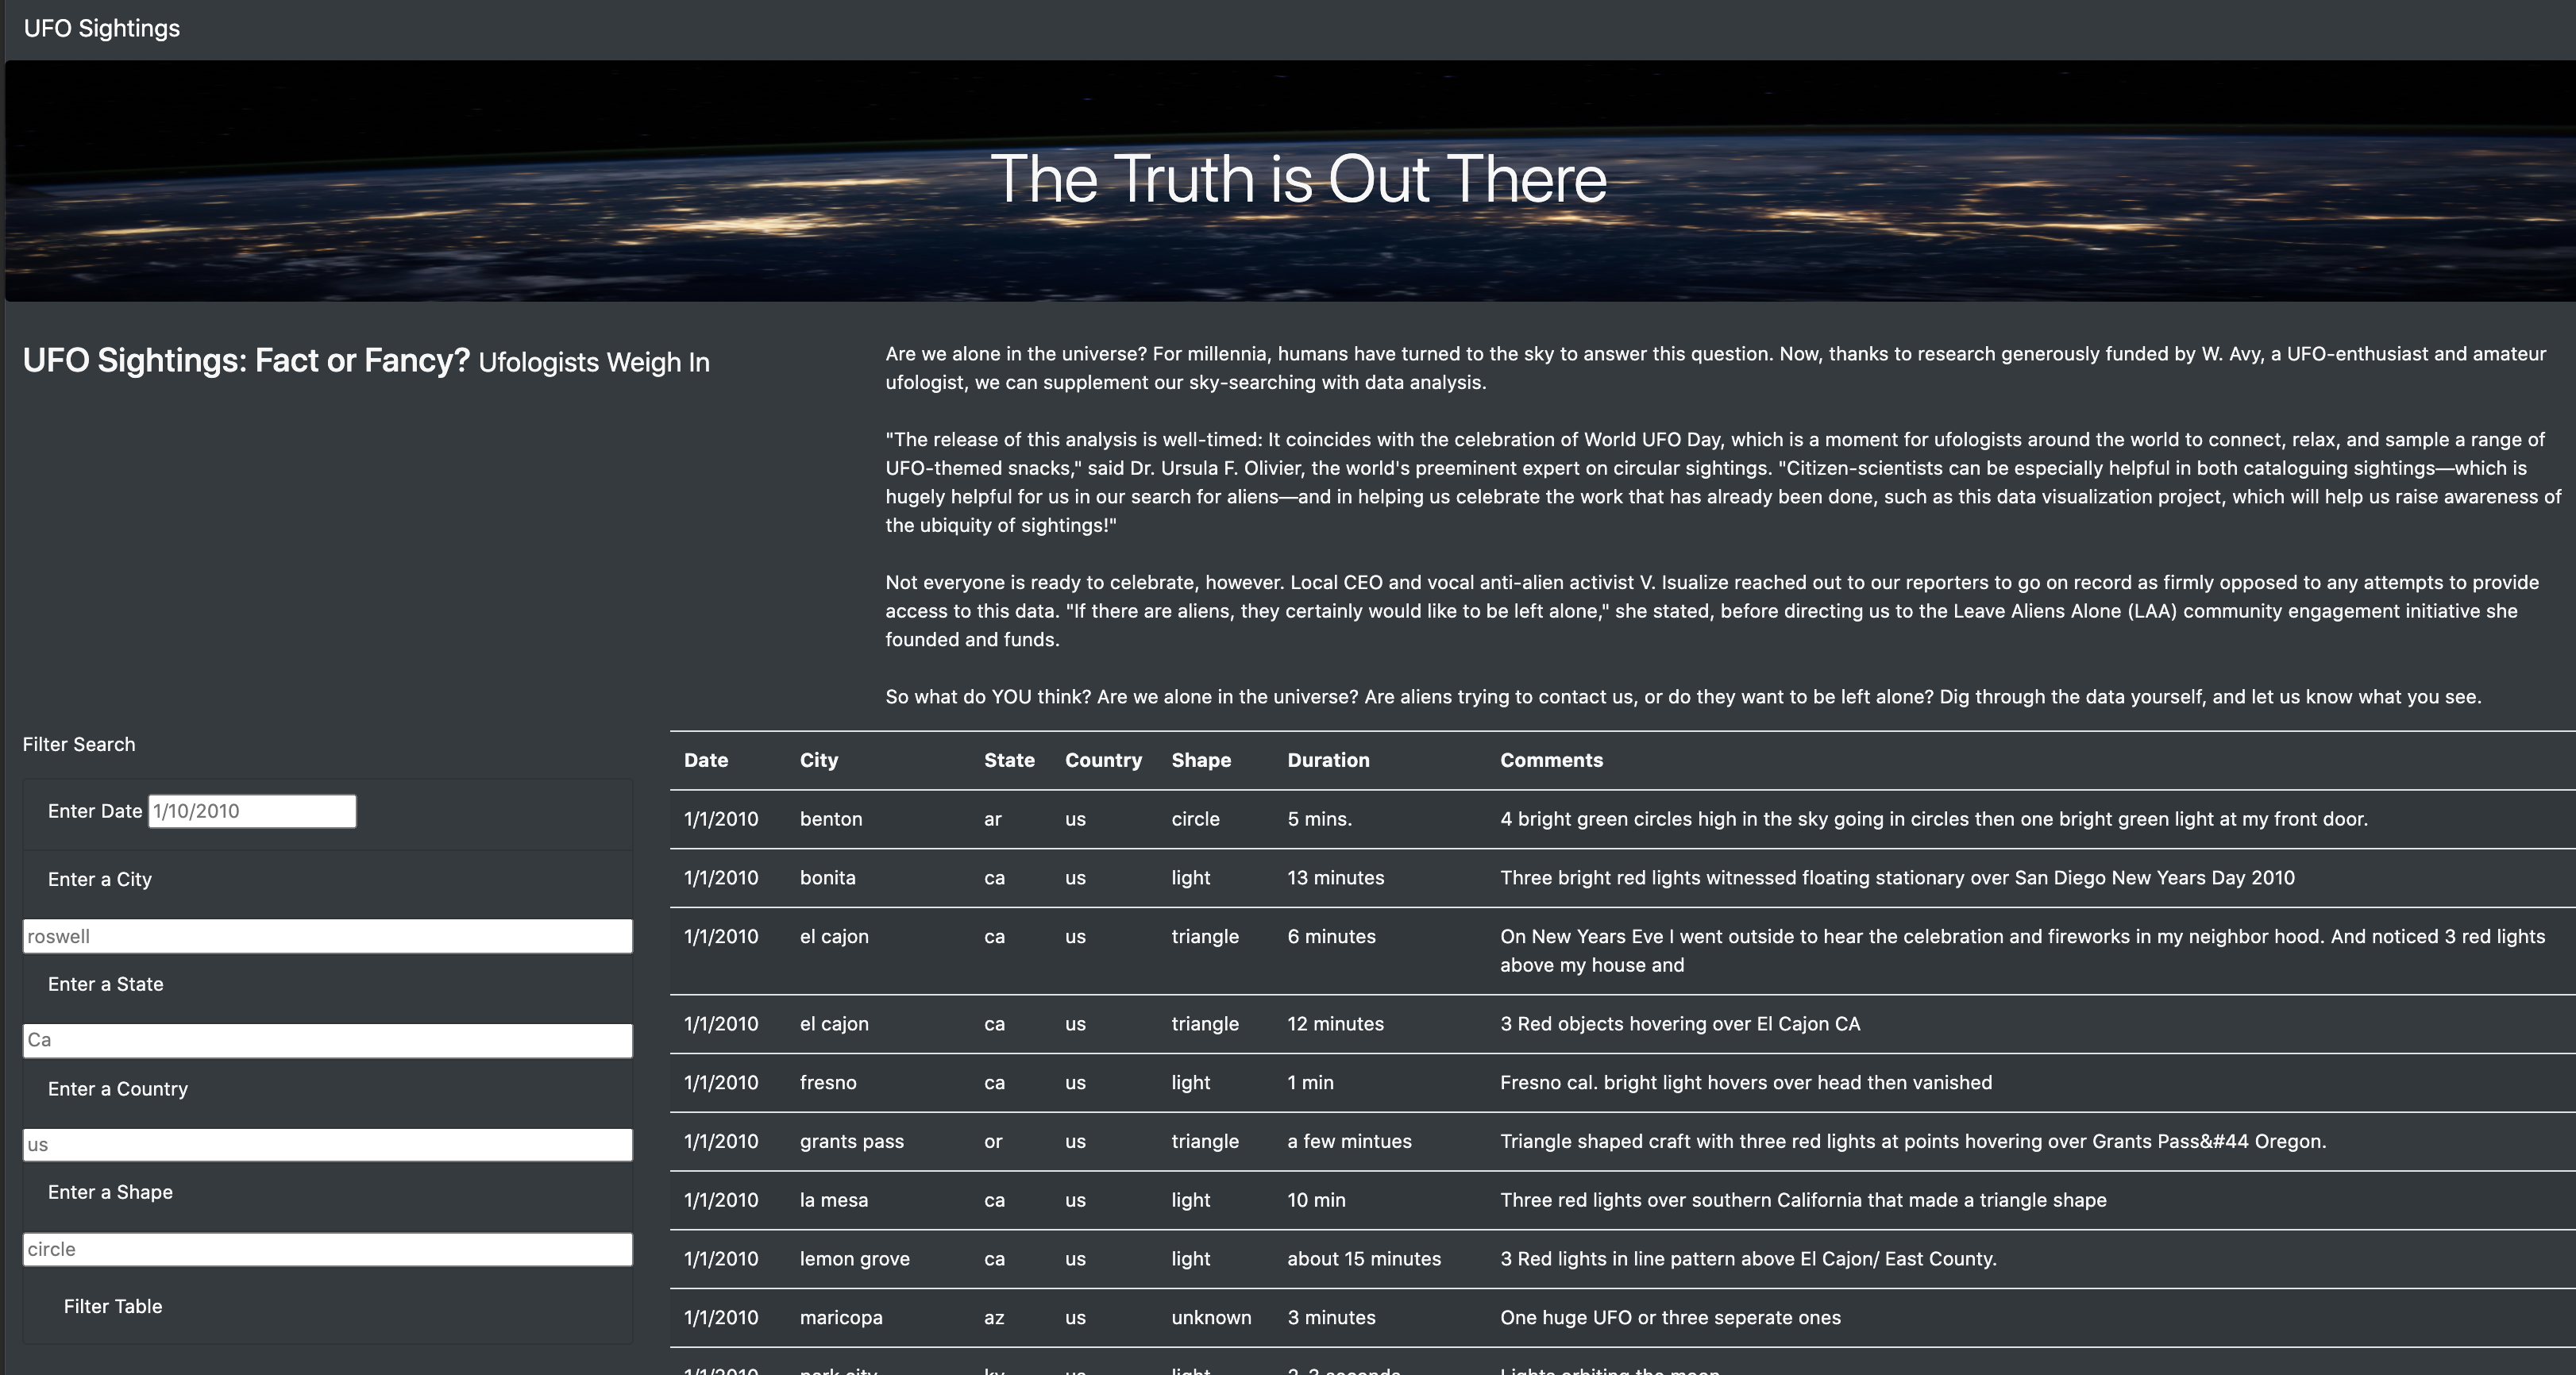 UFO Sightings
The Truth is Out There
UFO Sightings: Fact or Fancy? Ufologists Weigh In
Are we alone in the universe? For millennia, humans have turned to the sky to answer this question. Now, thanks to research generously funded by W. Avy, a UFO-enthusiast and amateur
ufologist, we can supplement our sky-searching with data analysis.
"The release of this analysis is well-timed: It coincides with the celebration of World UFO Day, which is a moment for ufologists around the world to connect, relax, and sample a range of
UFO-themed snacks," said Dr. Ursula F. Olivier, the world's preeminent expert on circular sightings. "Citizen-scientists can be especially helpful in both cataloguing sightings—which is
hugely helpful for us in our search for aliens—and in helping us celebrate the work that has already been done, such as this data visualization project, which will help us raise awareness of
the ubiquity of sightings!"
Not everyone is ready to celebrate, however. Local CEO and vocal anti-alien activist V. Isualize reached out to our reporters to go on record as firmly opposed to any attempts to provide
access to this data. "If there are aliens, they certainly would like to be left alone," she stated, before directing us to the Leave Aliens Alone (LAA) community engagement initiative she
founded and funds.
So what do YOU think? Are we alone in the universe? Are aliens trying to contact us, or do they want to be left alone? Dig through the data yourself, and let us know what you see.
Filter Search
Enter Date 1/10/2010
Enter a City
roswell
Enter a State
Ca
Enter a Country
us
Enter a Shape
circle
Filter Table
Date City State Country Shape Duration Comments
1/1/2010 benton ar us circle 5 mins. 4 bright green circles high in the sky going in circles then one bright green light at my front door.
1/1/2010 bonita ca us light 13 minutes Three bright red lights witnessed floating stationary over San Diego New Years Day 2010
1/1/2010 el cajon ca us triangle 6 minutes On New Years Eve I went outside to hear the celebration and fireworks in my neighbor hood. And noticed 3 red lights
above my house and
1/1/2010 el cajon ca us triangle 12 minutes 3 Red objects hovering over El Cajon CA
1/1/2010 fresno ca us light 1 min Fresno cal. bright light hovers over head then vanished
1/1/2010 grants pass or us triangle a few mintues Triangle shaped craft with three red lights at points hovering over Grants Pass&#44 Oregon.
1/1/2010 la mesa ca us light 10 min Three red lights over southern California that made a triangle shape
1/1/2010 lemon grove ca us light about 15 minutes 3 Red lights in line pattern above El Cajon/ East County.
1/1/2010 maricopa az us unknown 3 minutes One huge UFO or three seperate ones